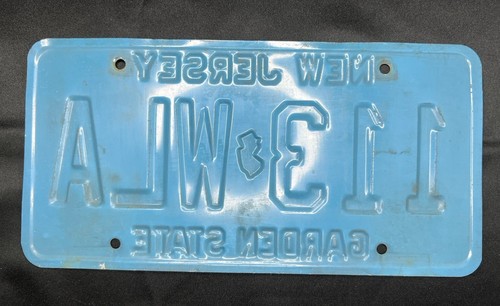 NEW JERSEY
113 WLA
GARDEN STATE